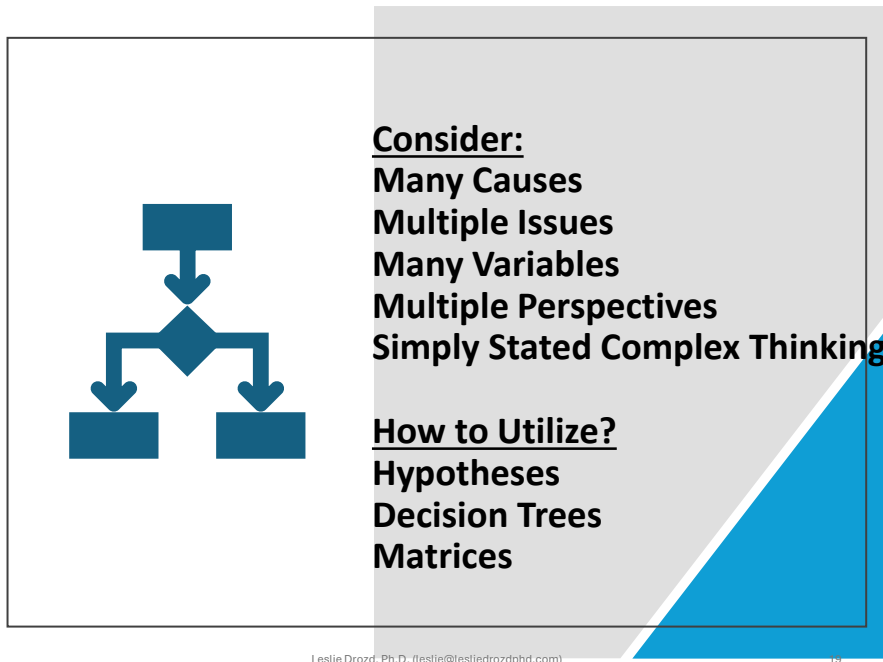 Consider:
Many Causes
Multiple Issues
Many Variables
Multiple Perspectives
Simply Stated Complex Thinking
How to Utilize?
Hypotheses
Decision Trees
Matrices
Leslie Drozd, Ph.D. (leslie@lesliedrozdphd.com)
19